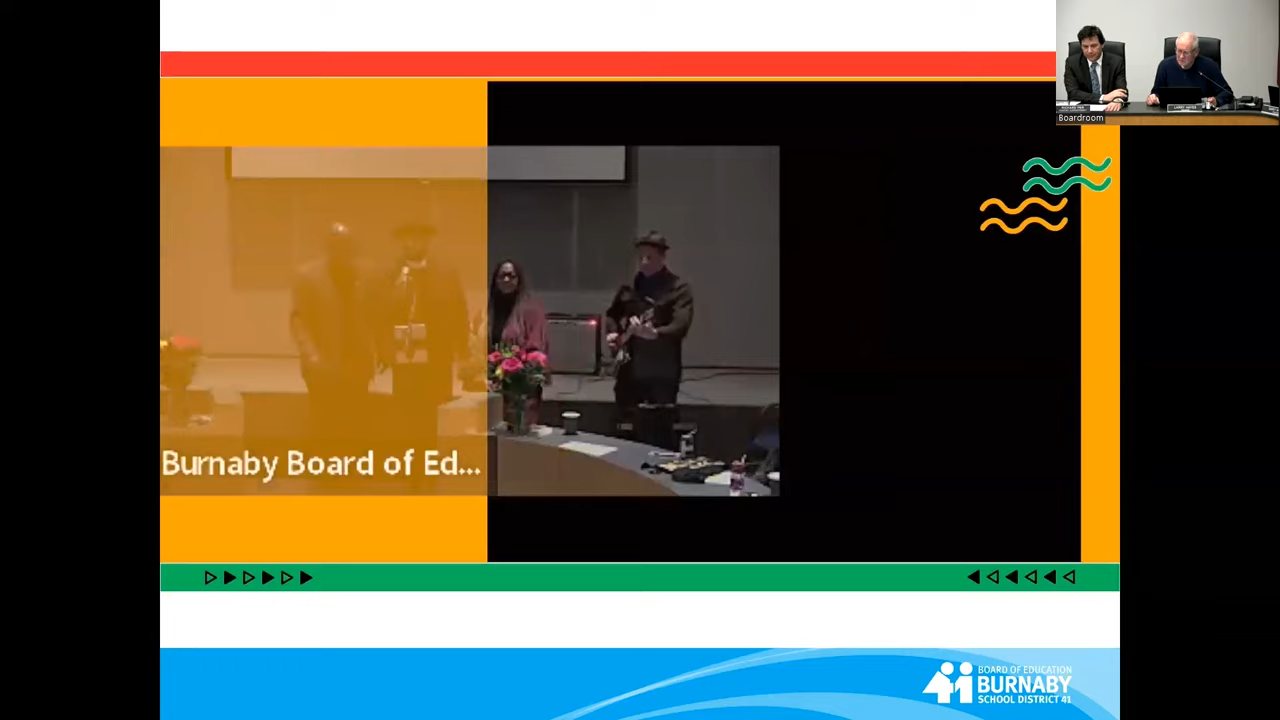 Boardroom
Burnaby Board of Ed...
BOARD OF EDUCATION
BURNABY
SCHOOL DISTRICT 41